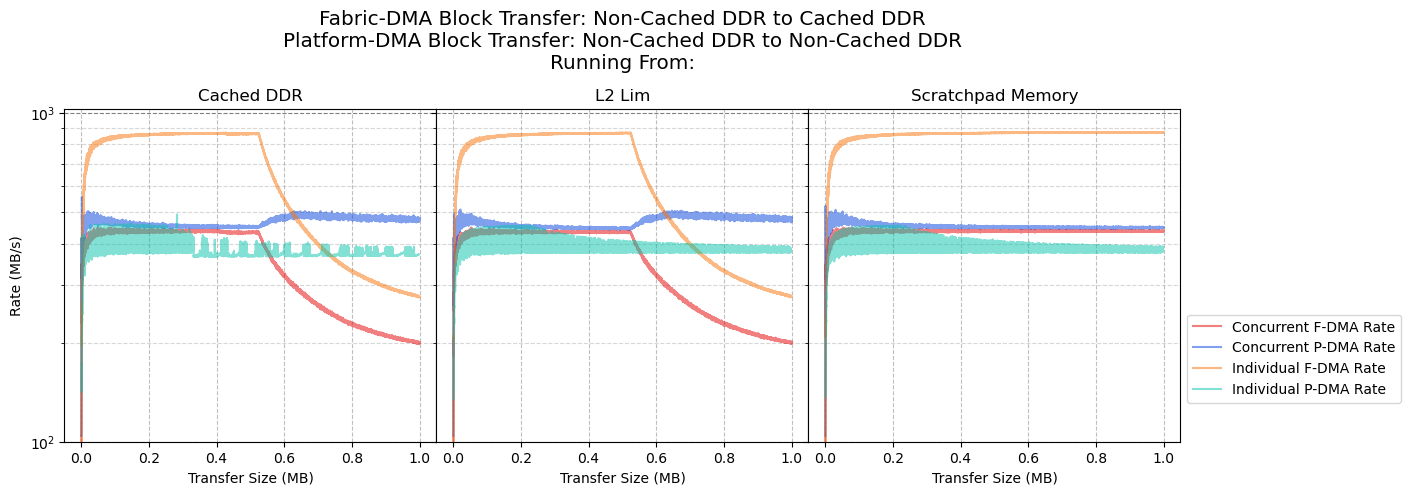 Fabric-DMA Block Transfer: Non-Cached DDR to Cached DDR
Platform-DMA Block Transfer: Non-Cached DDR to Non-Cached DDR
Running From:
Cached DDR
L2 Lim
Scratchpad Memory
Rate (MB/s)
10³
10²
0.0 0.2 0.4 0.6 0.8 1.0
Transfer Size (MB)
0.0 0.2 0.4 0.6 0.8 1.0
Transfer Size (MB)
0.0 0.2 0.4 0.6 0.8 1.0
Transfer Size (MB)
Concurrent F-DMA Rate
Concurrent P-DMA Rate
Individual F-DMA Rate
Individual P-DMA Rate